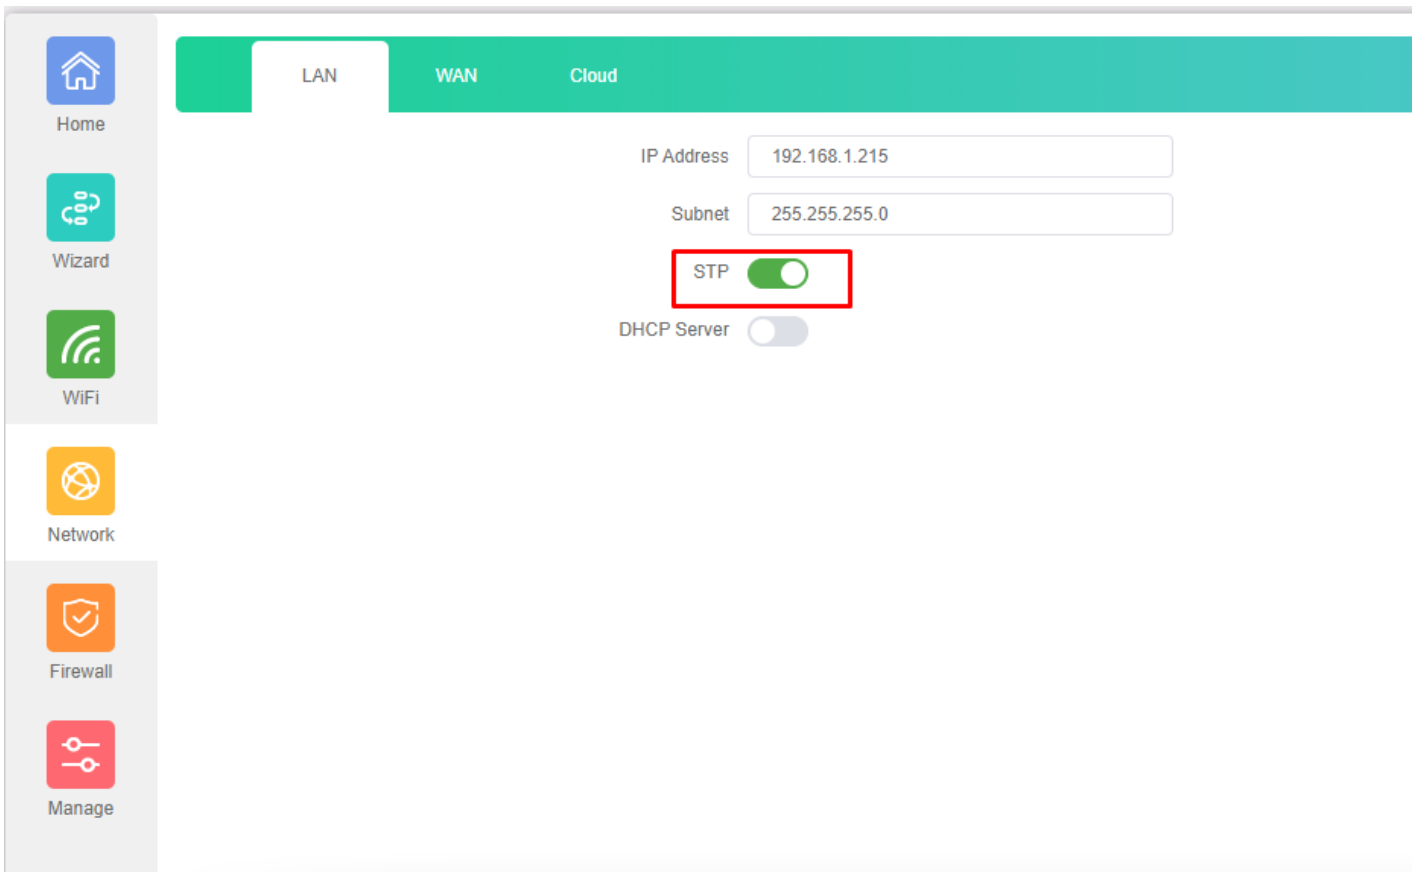 Home
Wizard
WiFi
Network
Firewall
Manage
LAN WAN Cloud
IP Address 192.168.1.215
Subnet 255.255.255.0
STP
DHCP Server